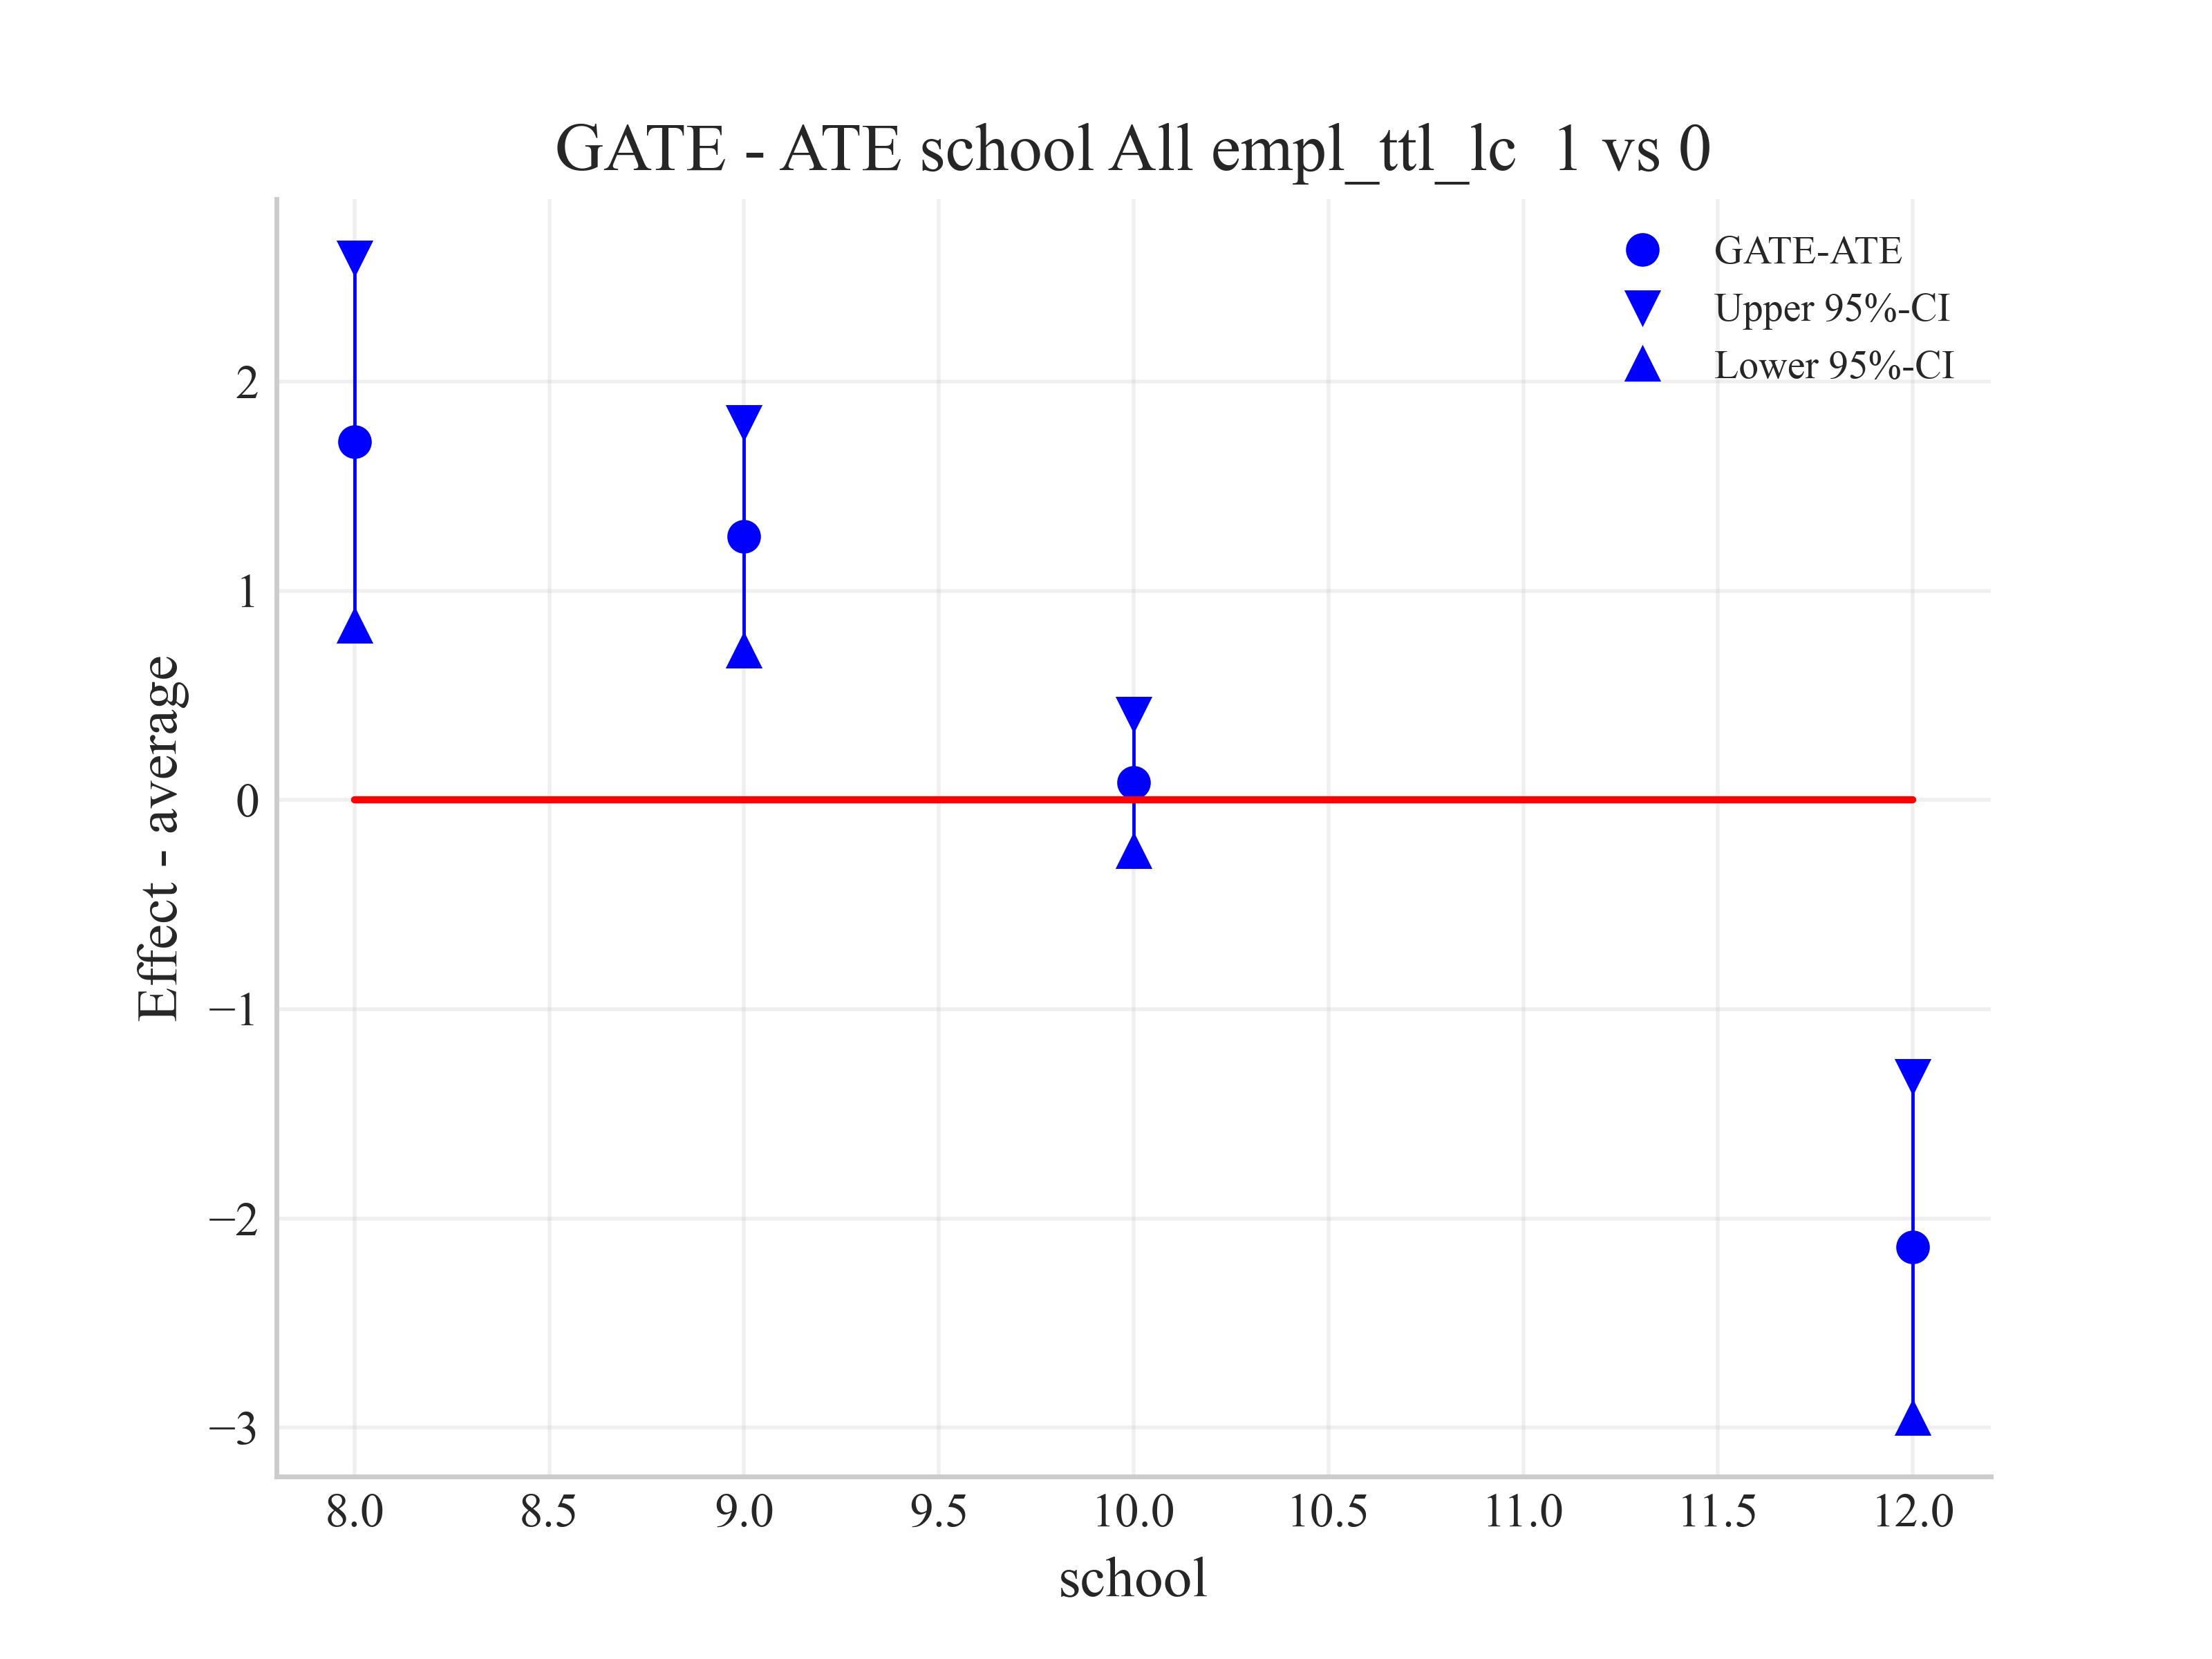 GATE - ATE school All empl_ttl_lc  1 vs 0
GATE-ATE
Upper 95%-CI
Lower 95%-CI
Effect - average
2
1
0
−1
−2
−3
8.0 8.5 9.0 9.5 10.0 10.5 11.0 11.5 12.0
school